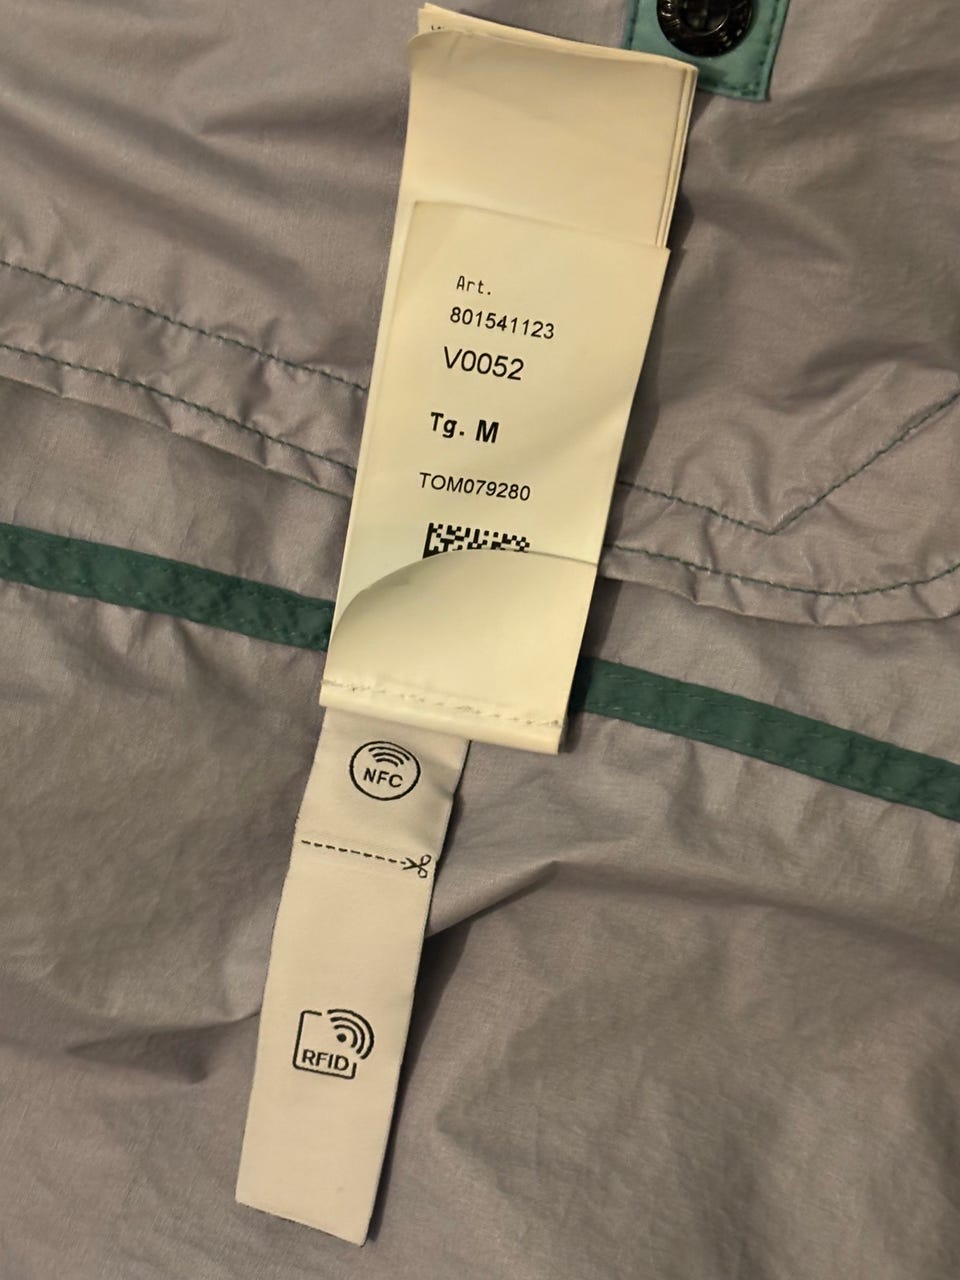 Art.
801541123
V0052
Tg. M
TOM079280
NFC
RFID